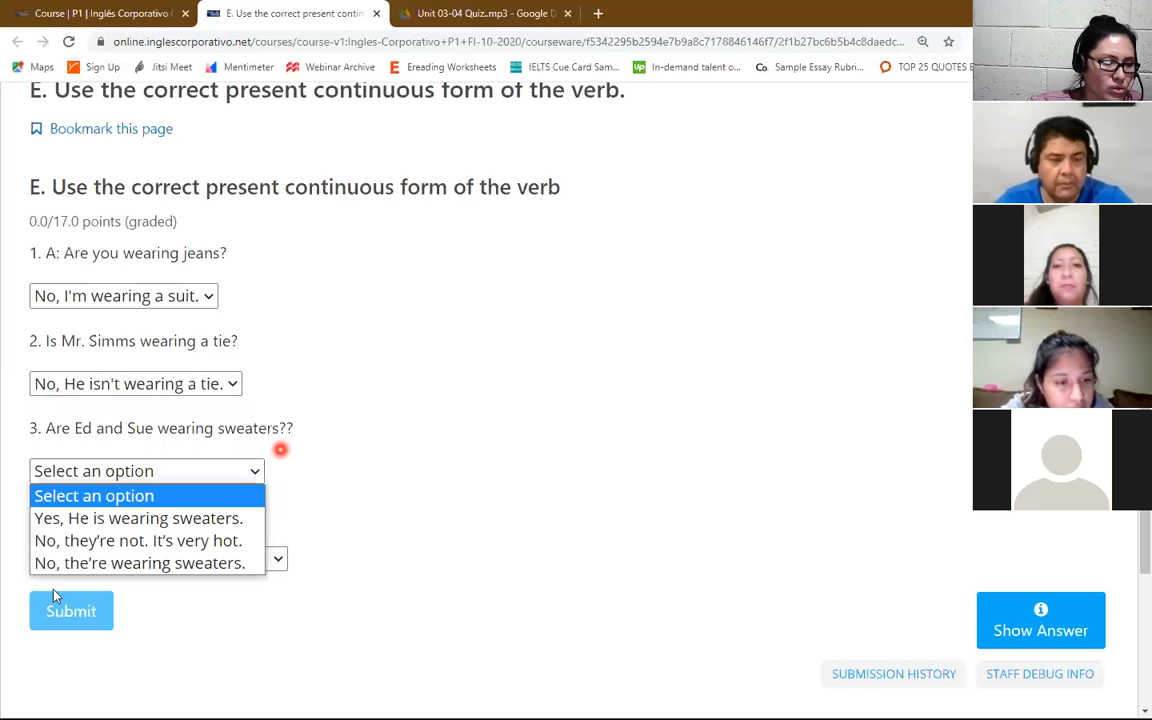 Course | P1 | Inglés Corporativo
E. Use the correct present contin
Unit 03-04 Quiz..mp3 - Google D
online.inglescorporativo.net/courses/course-v1:Ingles-Corporativo+P1+FI-10-2020/courseware/f5342295b2594e7b9a8c7178846146f7/2f1b27bc6b5b4c8daedc...
Maps
Sign Up
Jitsi Meet
Mentimeter
Webinar Archive
Ereading Worksheets
IELTS Cue Card Sam...
In-demand talent o...
Sample Essay Rubri...
TOP 25 QUOTES
E. Use the correct present continuous form of the verb.
Bookmark this page
E. Use the correct present continuous form of the verb
0.0/17.0 points (graded)
1. A: Are you wearing jeans?
No, I'm wearing a suit.
2. Is Mr. Simms wearing a tie?
No, He isn't wearing a tie.
3. Are Ed and Sue wearing sweaters??
Select an option
Select an option
Yes, He is wearing sweaters.
No, they're not. It's very hot.
No, the're wearing sweaters.
Submit
Show Answer
SUBMISSION HISTORY
STAFF DEBUG INFO